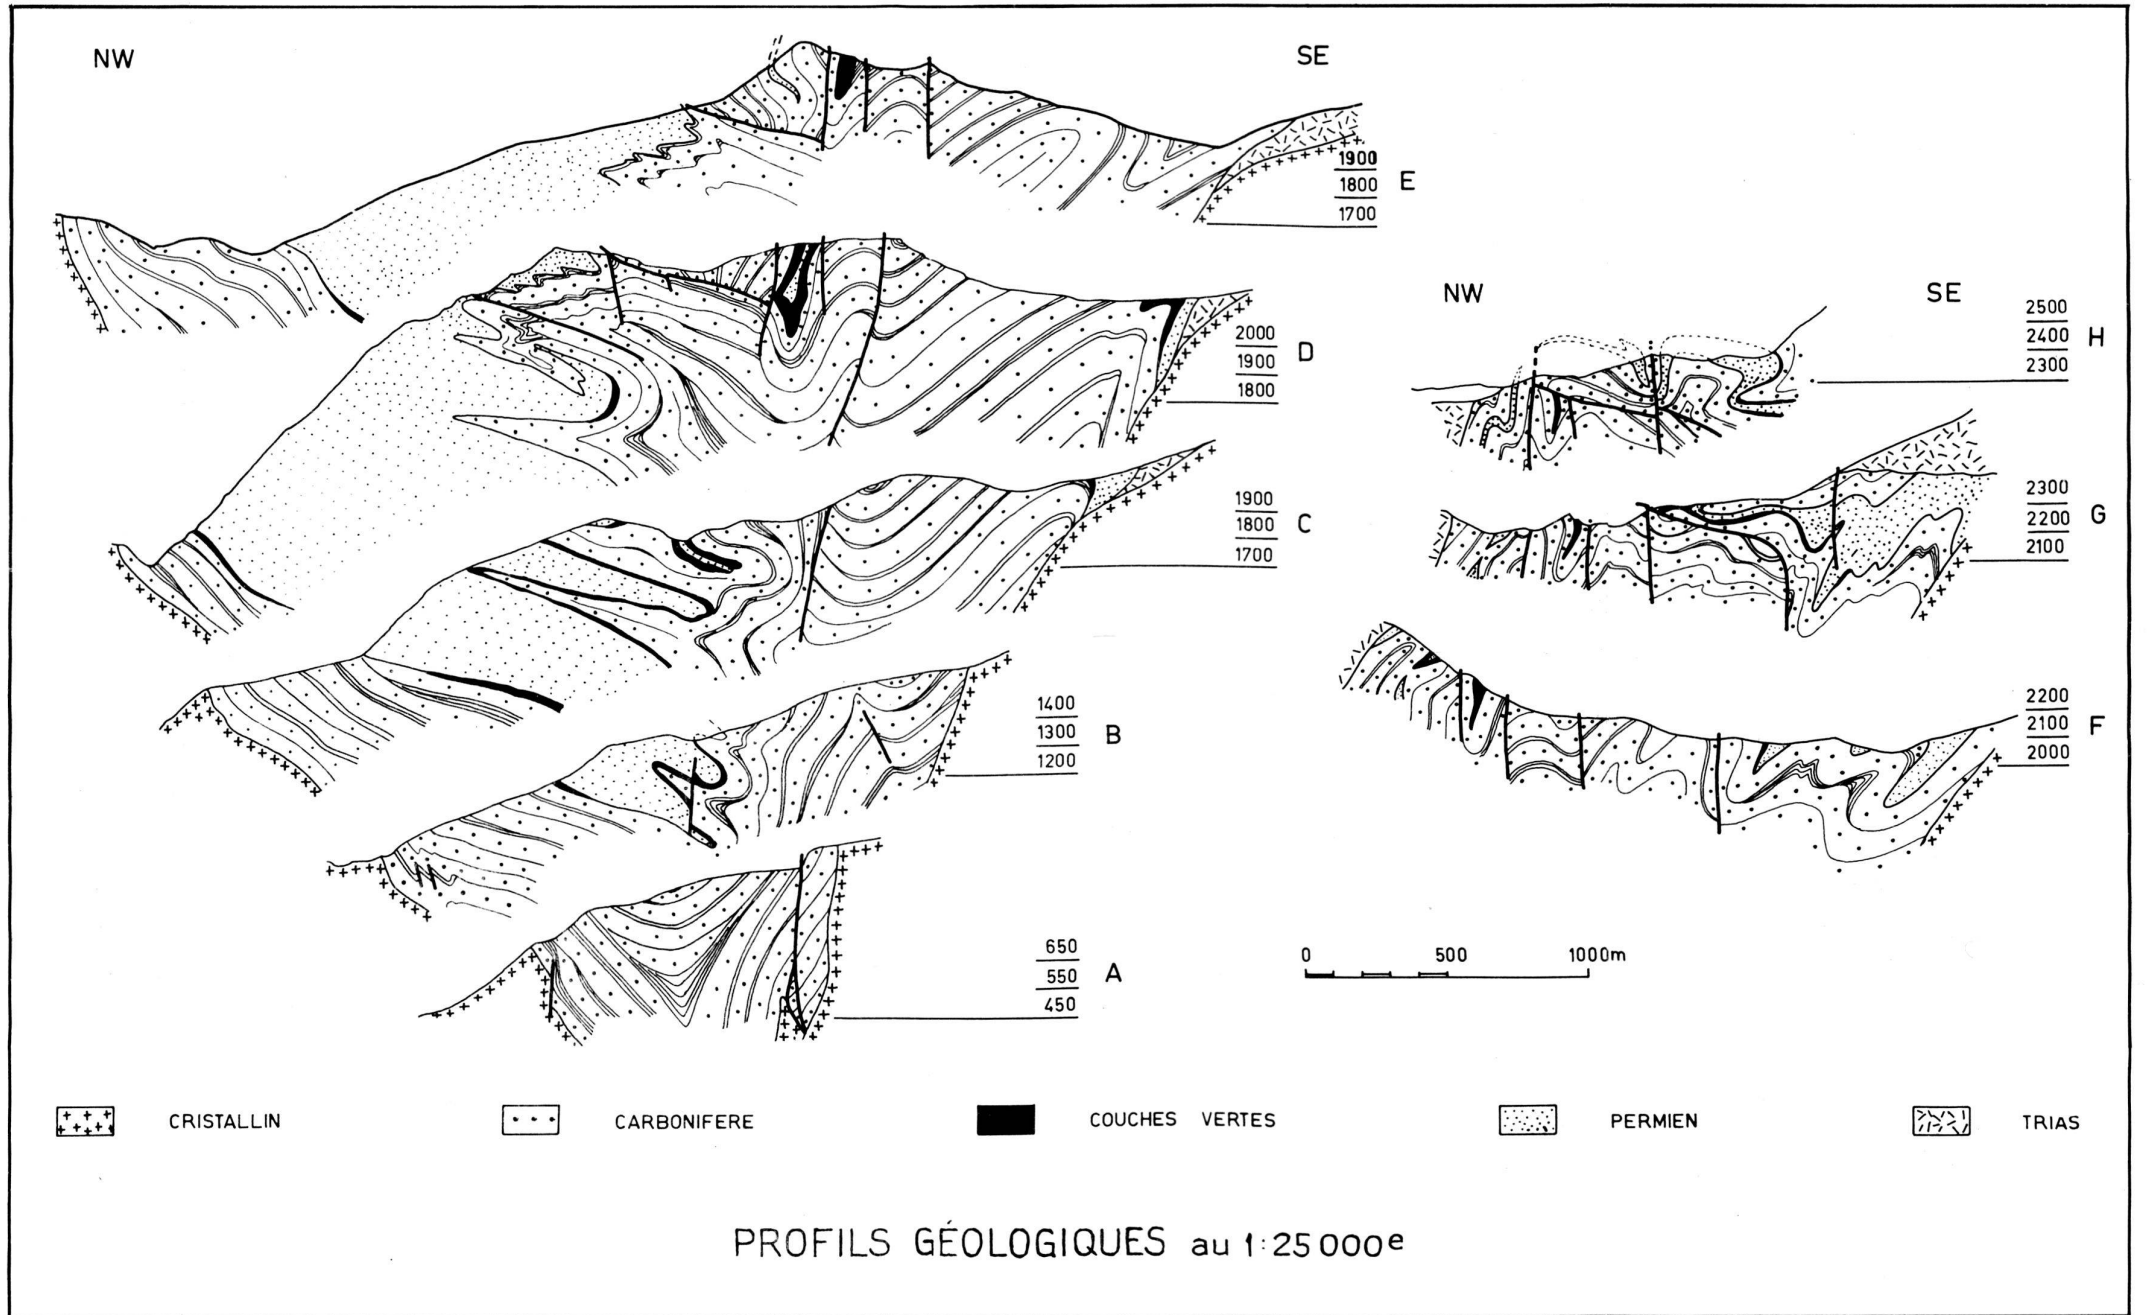 NW
SE
1900
1800
1700
E
2000
1900
1800
D
1900
1800
1700
C
1400
1300
1200
B
650
550
450
A
NW
SE
2500
2400
2300
H
2300
2200
2100
G
2200
2100
2000
F
0 500 1000m
CRISTALLIN
CARBONIFERE
COUCHES VERTES
PERMIEN
TRIAS
PROFILS GÉOLOGIQUES au 1:25000e